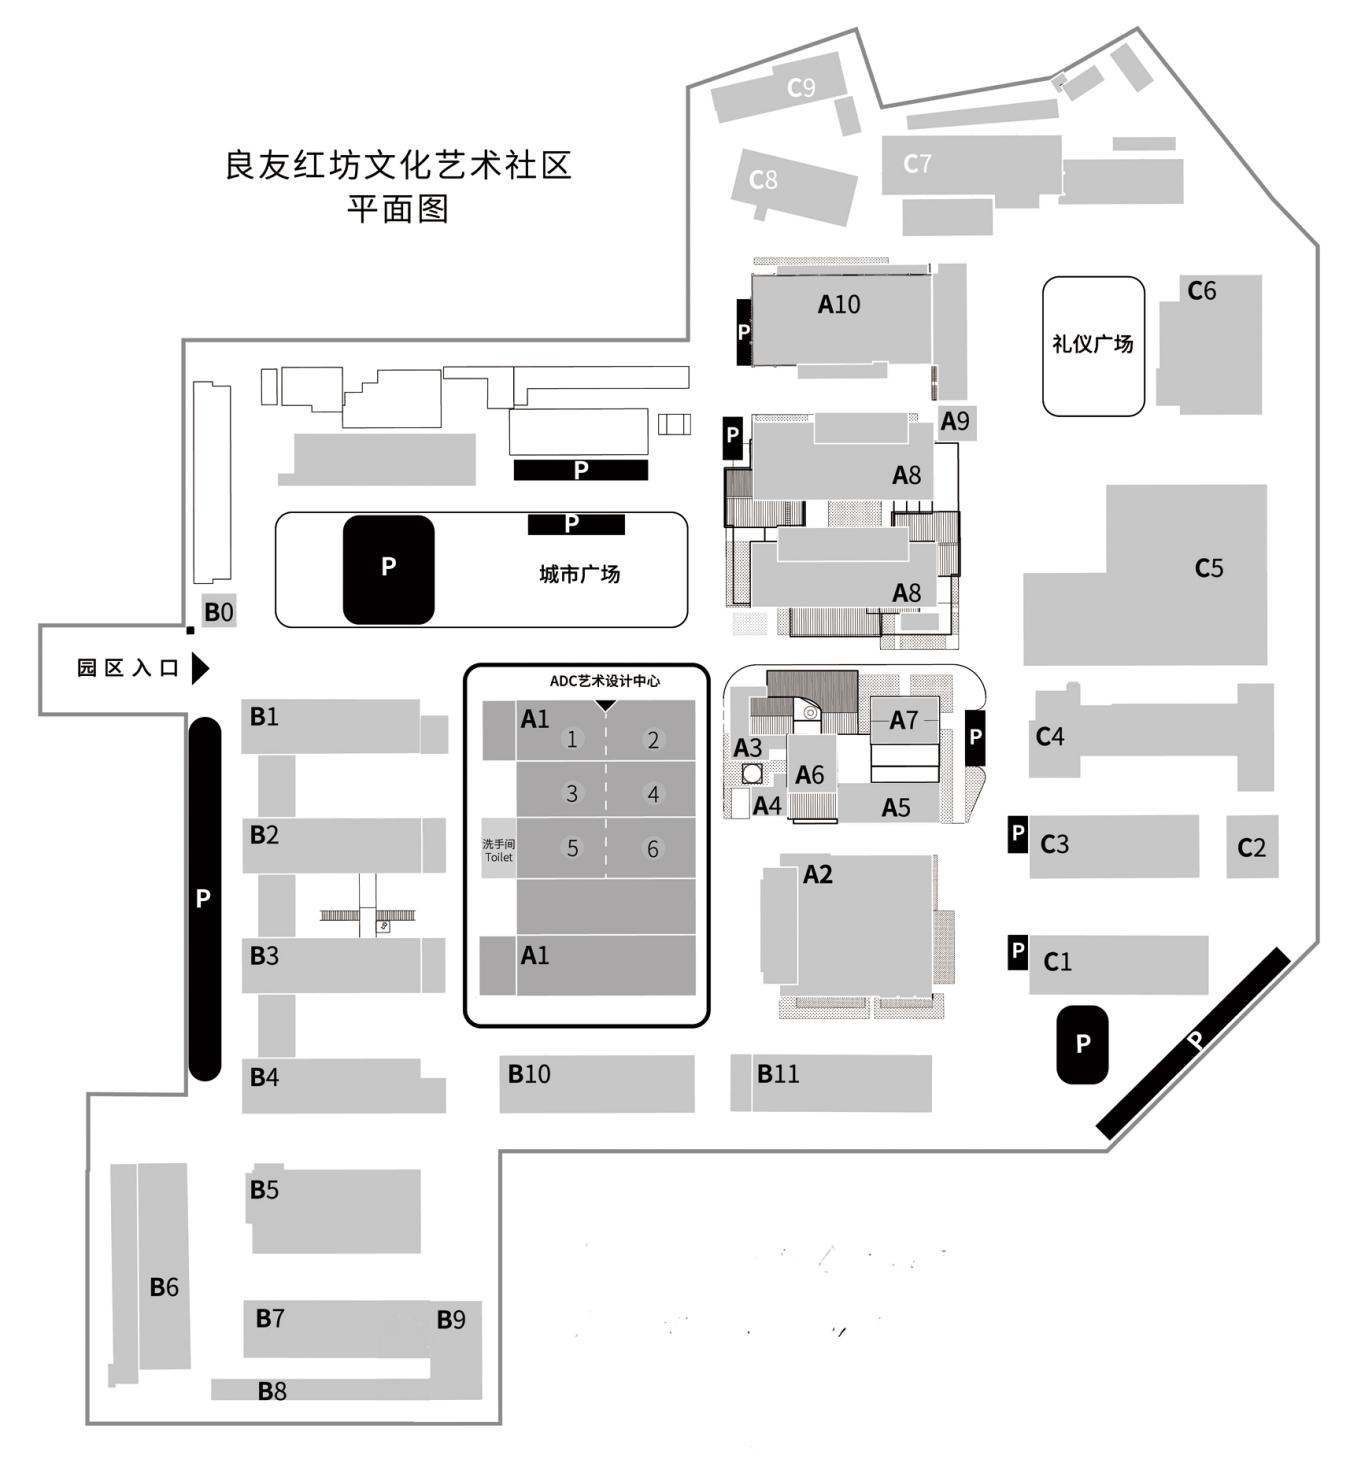 良友红坊文化艺术社区
平面图
C9
C8
C7
A10
P
C6
礼仪广场
A9
P
A8
P
P
P
城市广场
C5
A8
B0
园区入口
ADC艺术设计中心
B1
A1
1
2
A3
A7
P
C4
A6
3
4
A4
A5
P
C3
C2
B2
洗手间
Toilet
5
6
A2
P
B3
A1
P
C1
P
P
B4
B10
B11
B5
B6
B7
B9
B8